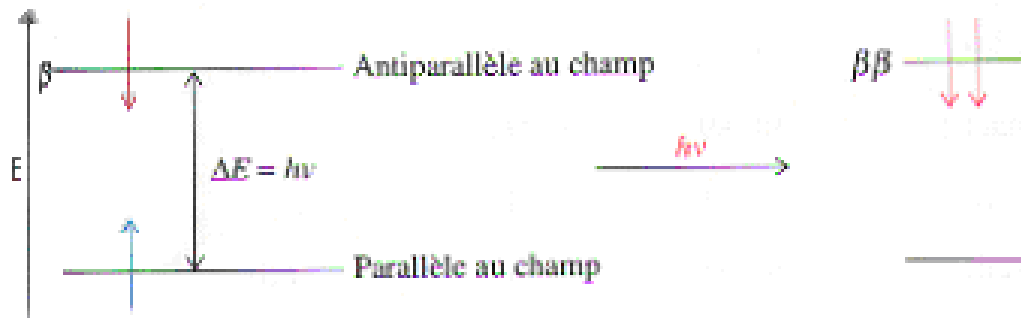 β Antiparallèle au champ ββ
hν
E ΔE = hν
Parallèle au champ